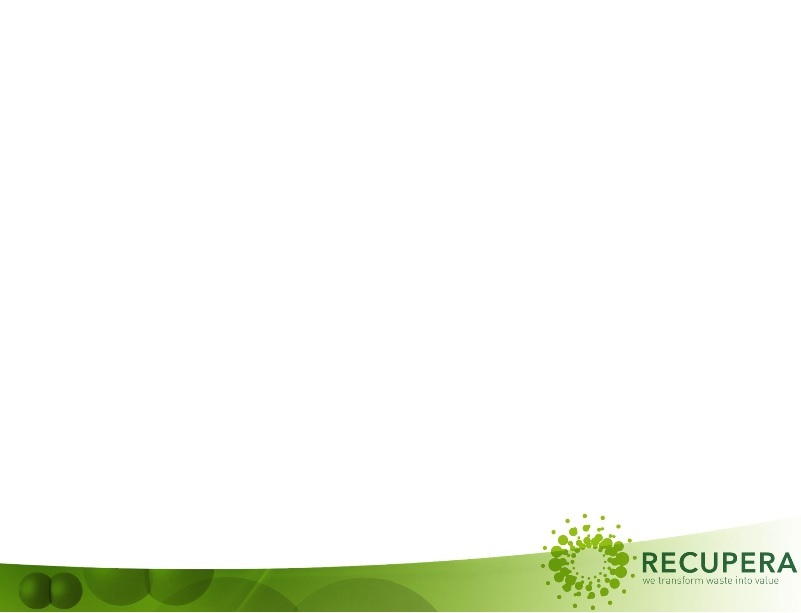 RECUPERA
we transform waste into value